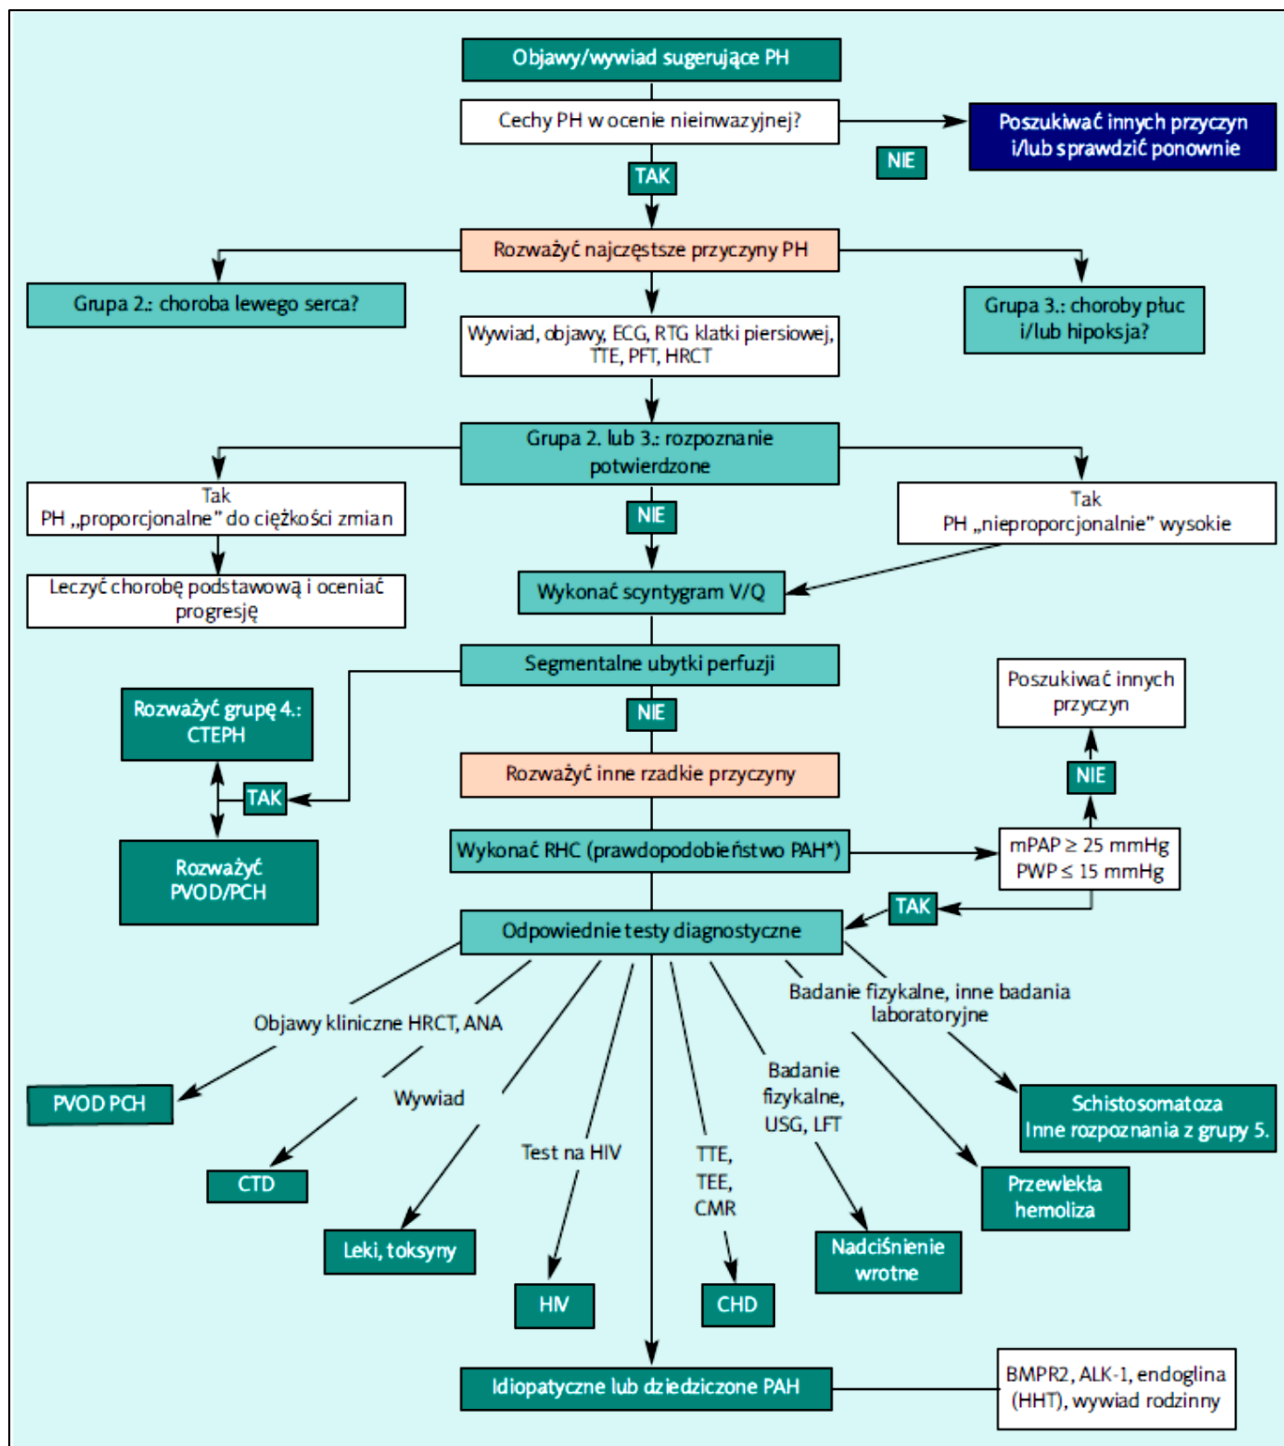 Objawy/wywiad sugerujące PH
Cechy PH w ocenie nieinwazyjnej?
Poszukiwać innych przyczyn
i/lub sprawdzić ponownie
NIE
TAK
Rozważyć najczęstsze przyczyny PH
Grupa 2.: choroba lewego serca?
Grupa 3.: choroby płuc
i/lub hipoksja?
Wywiad, objawy, ECG, RTG klatki piersiowej,
TTE, PFT, HRCT
Grupa 2. lub 3.: rozpoznanie
potwierdzone
Tak
PH „proporcjonalne” do ciężkości zmian
NIE
Tak
PH „nieproporcjonalnie” wysokie
Leczyć chorobę podstawową i oceniać
progresję
Wykonać scyntygram V/Q
Segmentalne ubytki perfuzji
Poszukiwać innych
przyczyn
Rozważyć grupę 4.:
CTEPH
NIE
NIE
Rozważyć inne rzadkie przyczyny
TAK
Wykonać RHC (prawdopodobieństwo PAH*)
mPAP ≥ 25 mmHg
PWP ≤ 15 mmHg
Rozważyć
PVOD/PCH
TAK
Odpowiednie testy diagnostyczne
Badanie fizykalne, inne badania
laboratoryjne
Objawy kliniczne HRCT, ANA
Badanie
fizykalne,
USG, LFT
PVOD PCH
Wywiad
Schistosomatoza
Inne rozpoznania z grupy 5.
Test na HIV
TTE,
TEE,
CMR
CTD
Przewlekła
hemoliza
Leki, toksyny
Nadciśnienie
wrotne
HIV
CHD
Idiopatyczne lub dziedziczone PAH
BMPR2, ALK-1, endoglina
(HHT), wywiad rodzinny